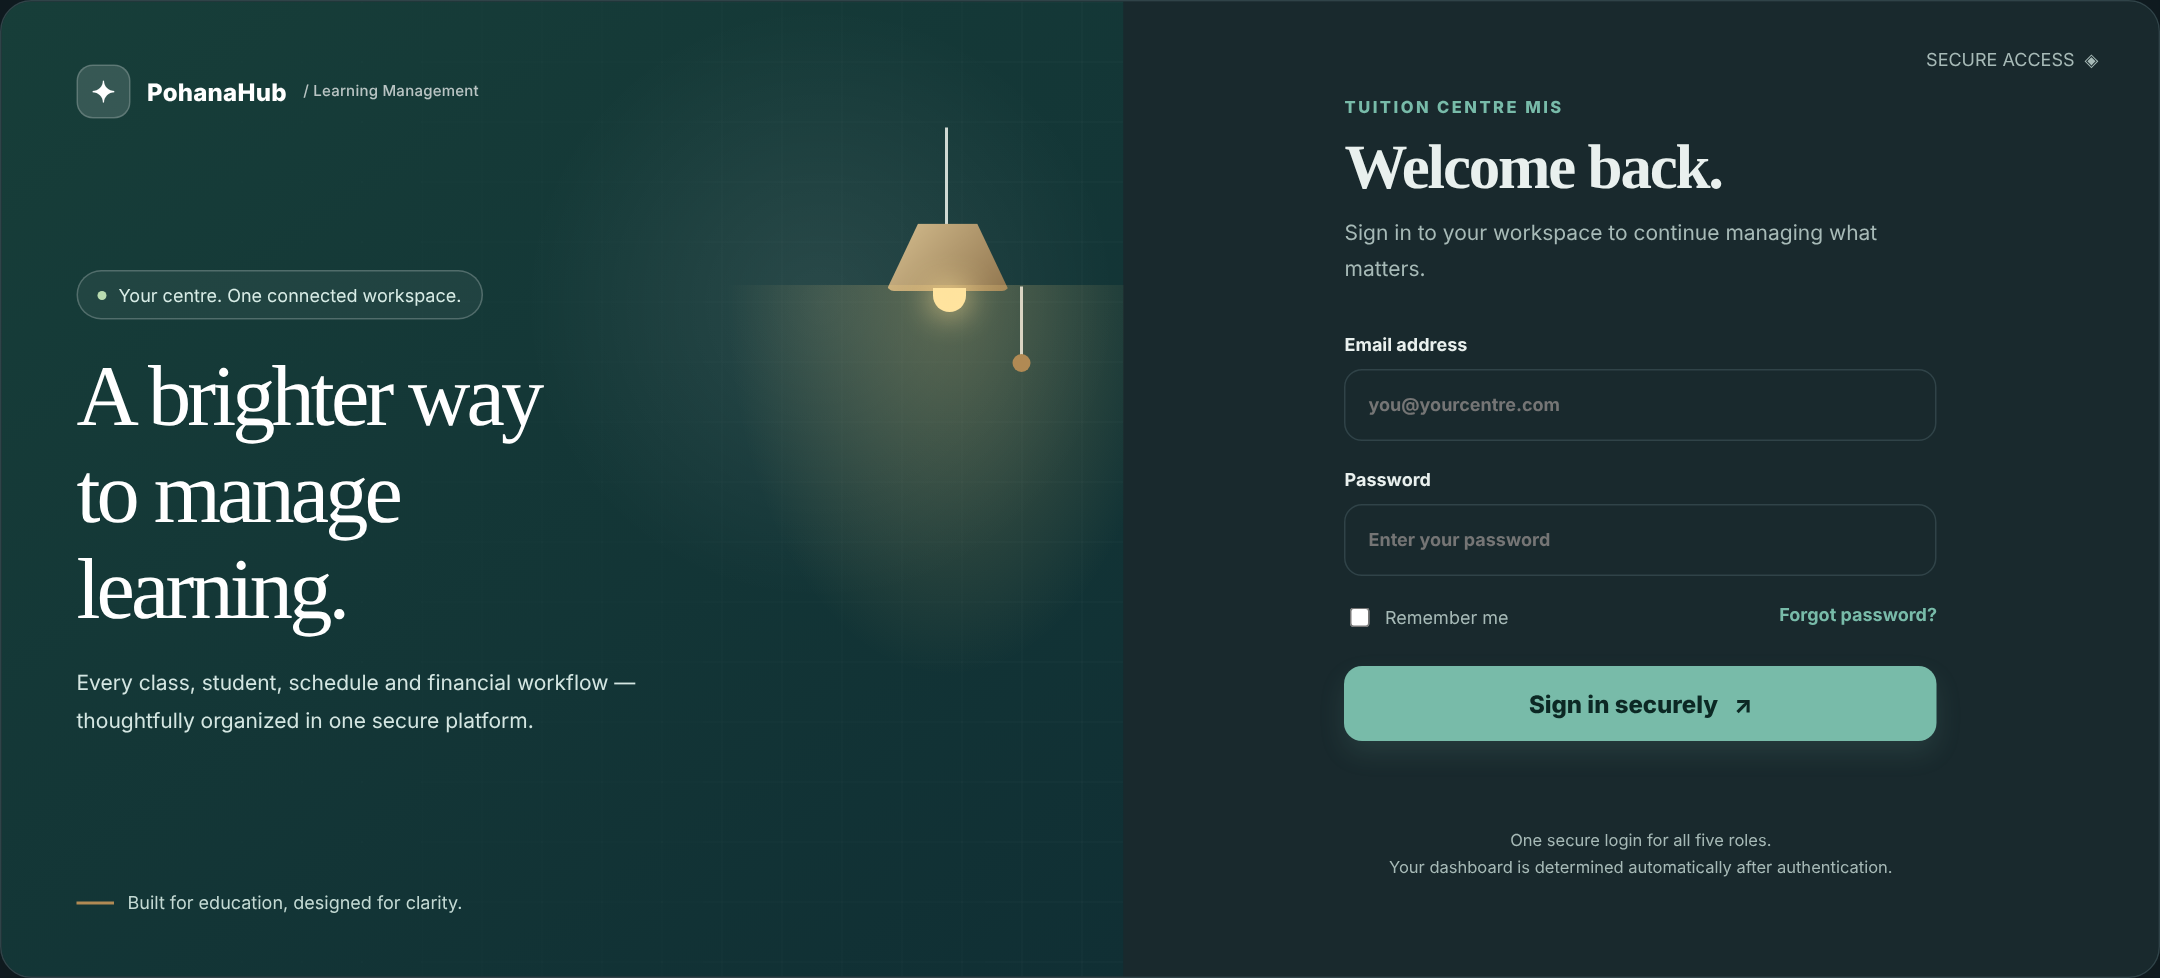 PohanaHub / Learning Management
Your centre. One connected workspace.
A brighter way
to manage
learning.
Every class, student, schedule and financial workflow —
thoughtfully organized in one secure platform.
Built for education, designed for clarity.
SECURE ACCESS ◈
TUITION CENTRE MIS
Welcome back.
Sign in to your workspace to continue managing what
matters.
Email address
you@yourcentre.com
Password
Enter your password
Remember me
Forgot password?
Sign in securely ↗
One secure login for all five roles.
Your dashboard is determined automatically after authentication.